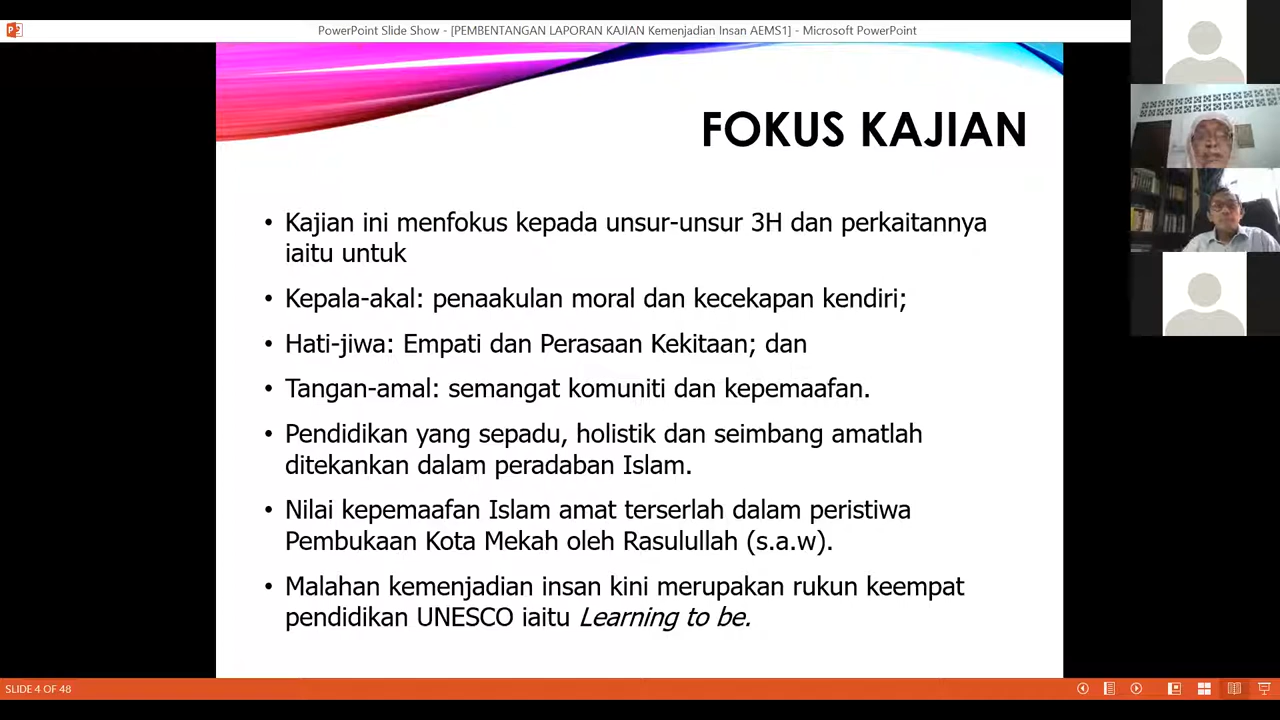 PowerPoint Slide Show - [PEMBENTANGAN LAPORAN KAJIAN Kemenjadian Insan AEMS1] - Microsoft PowerPoint
FOKUS KAJIAN
• Kajian ini menfokus kepada unsur-unsur 3H dan perkaitannya
iaitu untuk
• Kepala-akal: penaakulan moral dan kecekapan kendiri;
• Hati-jiwa: Empati dan Perasaan Kekitaan; dan
• Tangan-amal: semangat komuniti dan kepemaafan.
• Pendidikan yang sepadu, holistik dan seimbang amatlah
ditekankan dalam peradaban Islam.
• Nilai kepemaafan Islam amat terserlah dalam peristiwa
Pembukaan Kota Mekah oleh Rasulullah (s.a.w).
• Malahan kemenjadian insan kini merupakan rukun keempat
pendidikan UNESCO iaitu Learning to be.
SLIDE 4 OF 48